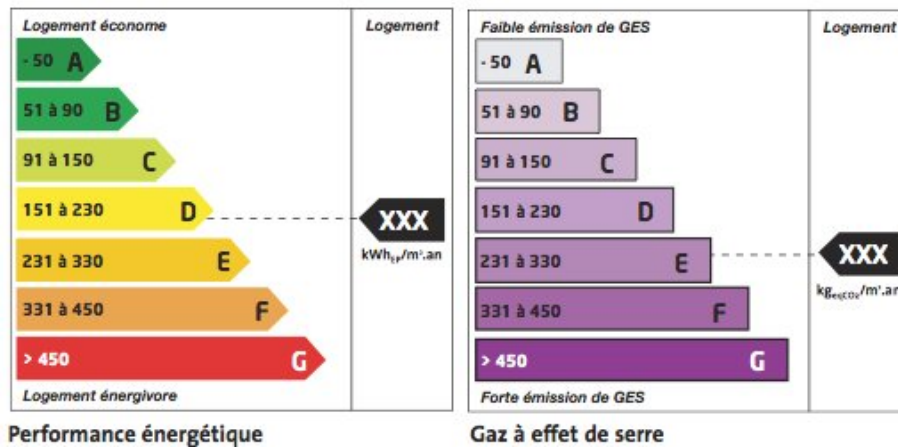 Logement économe
Logement
- 50 A
51 à 90 B
91 à 150 C
151 à 230 D
XXX
kWhEP/m².an
231 à 330 E
331 à 450 F
> 450 G
Logement énergivore
Performance énergétique
Faible émission de GES
Logement
- 50 A
51 à 90 B
91 à 150 C
151 à 230 D
231 à 330 E
XXX
kgeqCO2/m².an
331 à 450 F
> 450 G
Forte émission de GES
Gaz à effet de serre